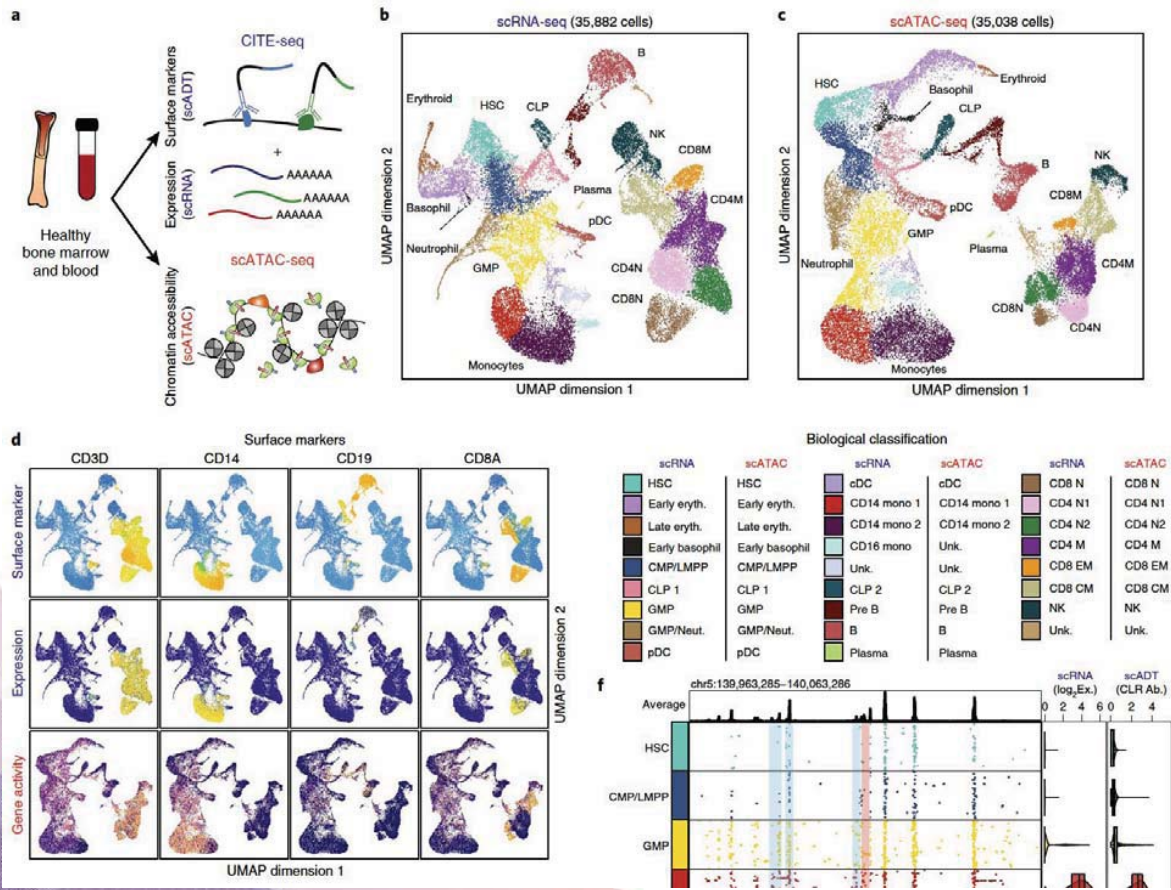 a
CITE-seq
Surface markers
(scADT)
+
Expression
(scRNA)
AAAAAA
AAAAAA
AAAAAA
Healthy
bone marrow
and blood
scATAC-seq
Chromatin accessibility
(scATAC)
b
scRNA-seq (35,882 cells)
B
Erythroid
HSC
CLP
NK
CD8M
Plasma
CD4M
Basophil
pDC
Neutrophil
GMP
CD4N
CD8N
Monocytes
UMAP dimension 2
UMAP dimension 1
c
scATAC-seq (35,038 cells)
HSC
Erythroid
Basophil
CLP
B
NK
CD8M
pDC
GMP
Plasma
CD4M
Neutrophil
CD8N
CD4N
Monocytes
UMAP dimension 2
UMAP dimension 1
d
Surface markers
CD3D CD14 CD19 CD8A
Surface marker
Expression
Gene activity
UMAP dimension 2
UMAP dimension 1
Biological classification
scRNA scATAC scRNA scATAC scRNA scATAC
HSC HSC cDC cDC CD8 N CD8 N
Early eryth. Early eryth. CD14 mono 1 CD14 mono 1 CD4 N1 CD4 N1
Late eryth. Late eryth. CD14 mono 2 CD14 mono 2 CD4 N2 CD4 N2
Early basophil Early basophil CD16 mono Unk. CD4 M CD4 M
CMP/LMPP CMP/LMPP Unk. Unk. CD8 EM CD8 EM
CLP 1 CLP 1 CLP 2 CLP 2 CD8 CM CD8 CM
GMP GMP Pre B Pre B NK NK
GMP/Neut. GMP/Neut. B B Unk. Unk.
pDC pDC Plasma Plasma
f
chr5:139,963,285–140,063,286
scRNA
(log2Ex.)
scADT
(CLR Ab.)
0 2 4 6 0 2 4
Average
HSC
CMP/LMPP
GMP